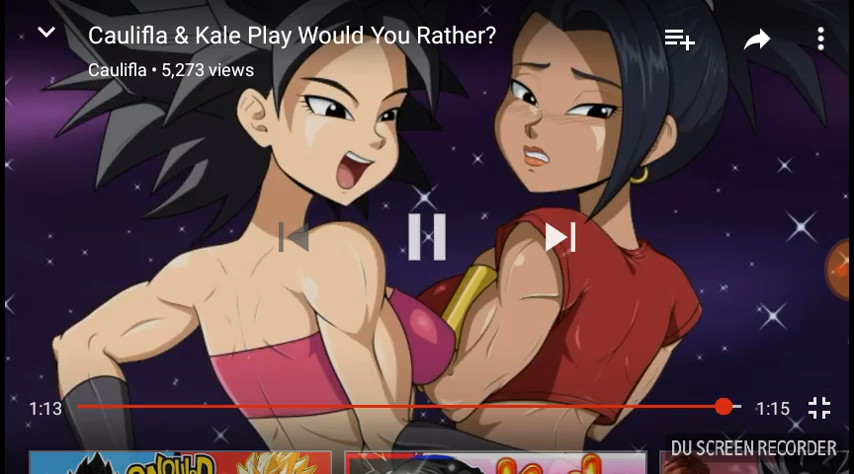 Caulifla & Kale Play Would You Rather?
Caulifla • 5,273 views
1:13
1:15
DU SCREEN RECORDER